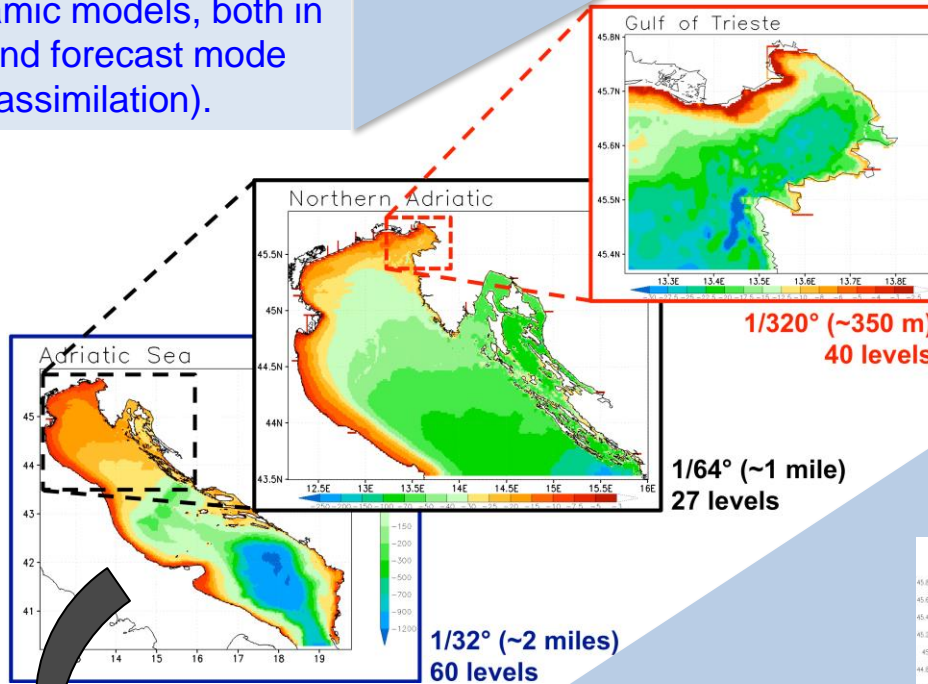 amic models, both in
nd forecast mode
assimilation).
Gulf of Trieste
45.8N
45.7N
45.6N
45.5N
45.4N
13.3E 13.4E 13.5E 13.6E 13.7E 13.8E
1/320° (~350 m)
40 levels
Northern Adriatic
45.5N
45N
44.5N
44N
43.5N
12.5E 13E 13.5E 14E 14.5E 15E 15.5E 16E
1/64° (~1 mile)
27 levels
Adriatic Sea
45
44
43
42
41
14 15 16 17 18 19
-150
-200
-300
-500
-700
-900
-1200
1/32° (~2 miles)
60 levels